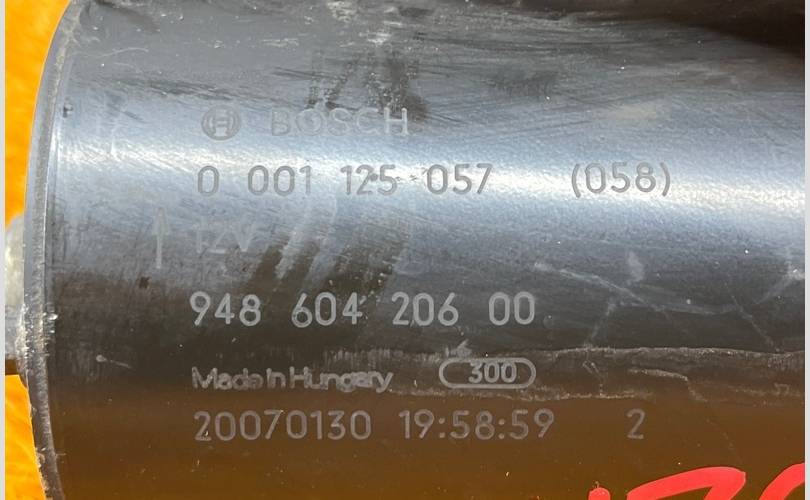 BOSCH
0 001 125 057 (058)
12V
948 604 206 00
Made in Hungary 300
20070130 19:58:59 2